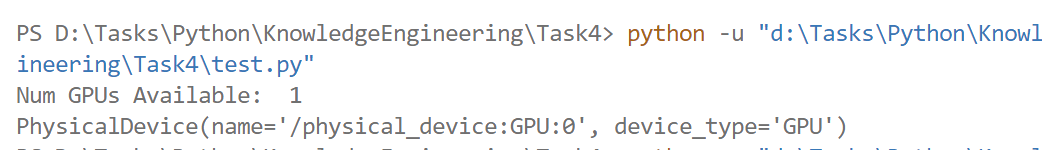 PS D:\Tasks\Python\KnowledgeEngineering\Task4> python -u "d:\Tasks\Python\Knowl
ineering\Task4\test.py"
Num GPUs Available:  1
PhysicalDevice(name='/physical_device:GPU:0', device_type='GPU')